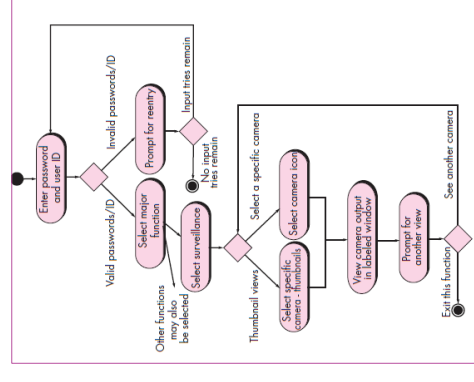 Enter password
and user ID
Valid passwords/ID
Invalid passwords/ID
Select major
function
Prompt for reentry
Other functions
may also
be selected
Input tries remain
No input
tries remain
Select surveillance
Thumbnail views
Select a specific camera
Select specific
camera - thumbnails
Select camera icon
View camera output
in labeled window
Prompt for
another view
Exit this function
See another camera